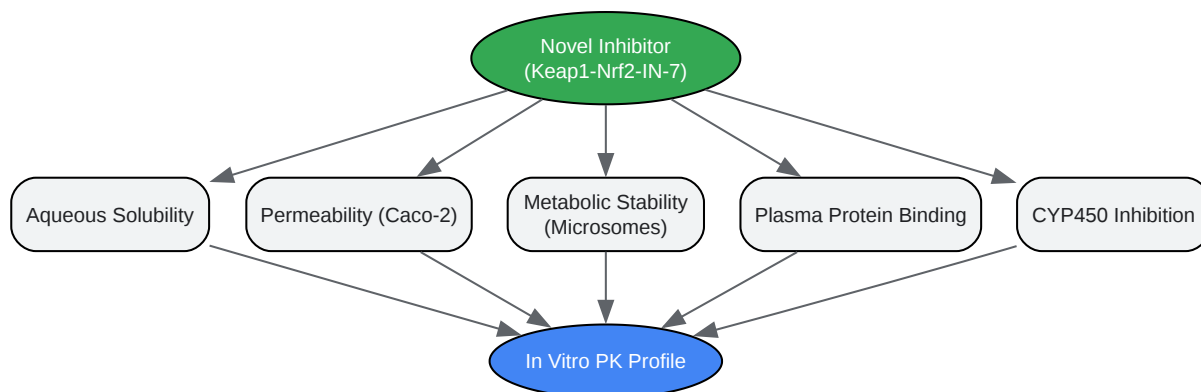 Novel Inhibitor
(Keap1-Nrf2-IN-7)
Aqueous Solubility
Permeability (Caco-2)
Metabolic Stability
(Microsomes)
Plasma Protein Binding
CYP450 Inhibition
In Vitro PK Profile